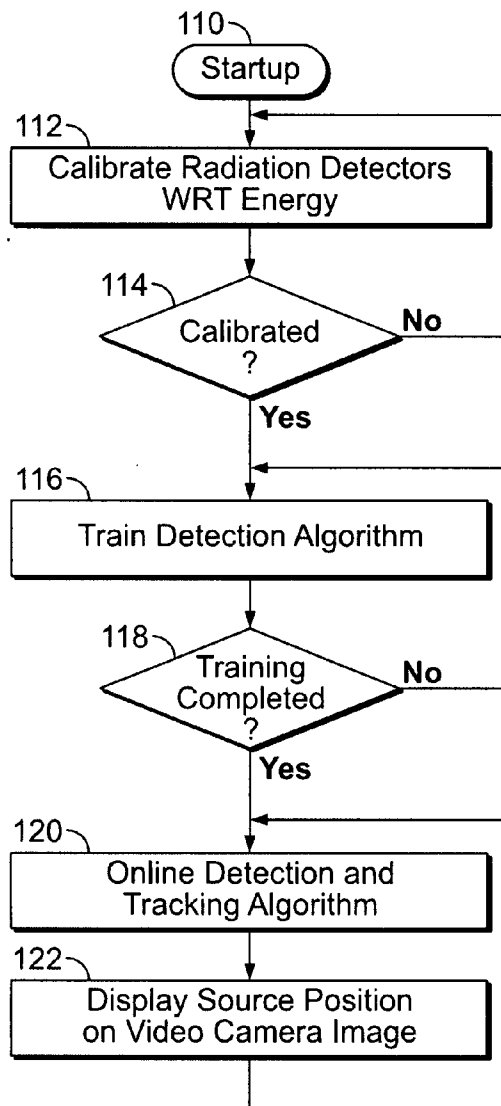 110
Startup
112
Calibrate Radiation Detectors
WRT Energy
114
Calibrated
?
No
Yes
116
Train Detection Algorithm
118
Training
Completed
?
No
Yes
120
Online Detection and
Tracking Algorithm
122
Display Source Position
on Video Camera Image